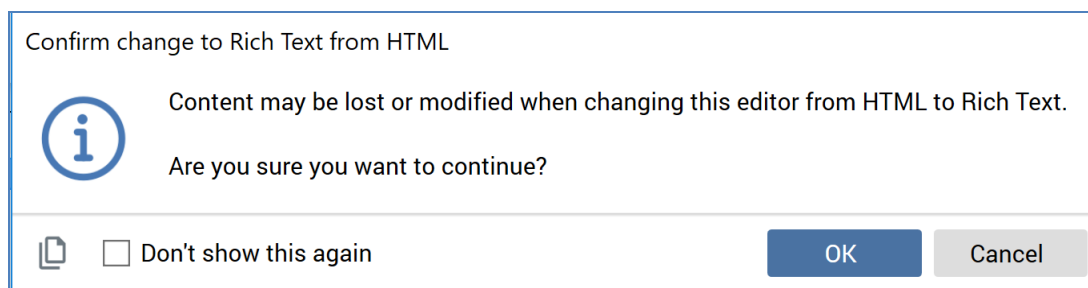 Confirm change to Rich Text from HTML
Content may be lost or modified when changing this editor from HTML to Rich Text.
Are you sure you want to continue?
Don't show this again
OK
Cancel